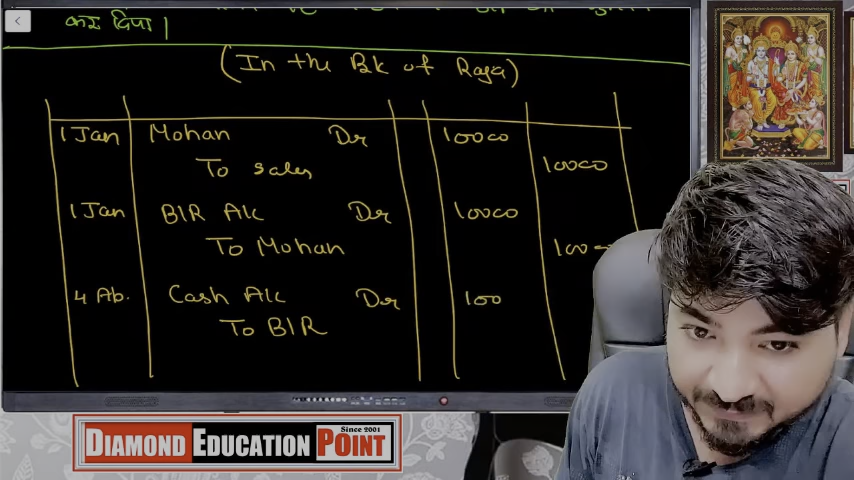 कर दिया |
(In the Bk of Raja)
1 Jan Mohan Dr 10000
To sales 10000
1 Jan B/R A/c Dr 10000
To Mohan
4 Ab. Cash A/c Dr 100
To B/R
Since 2001
DIAMOND EDUCATION POINT